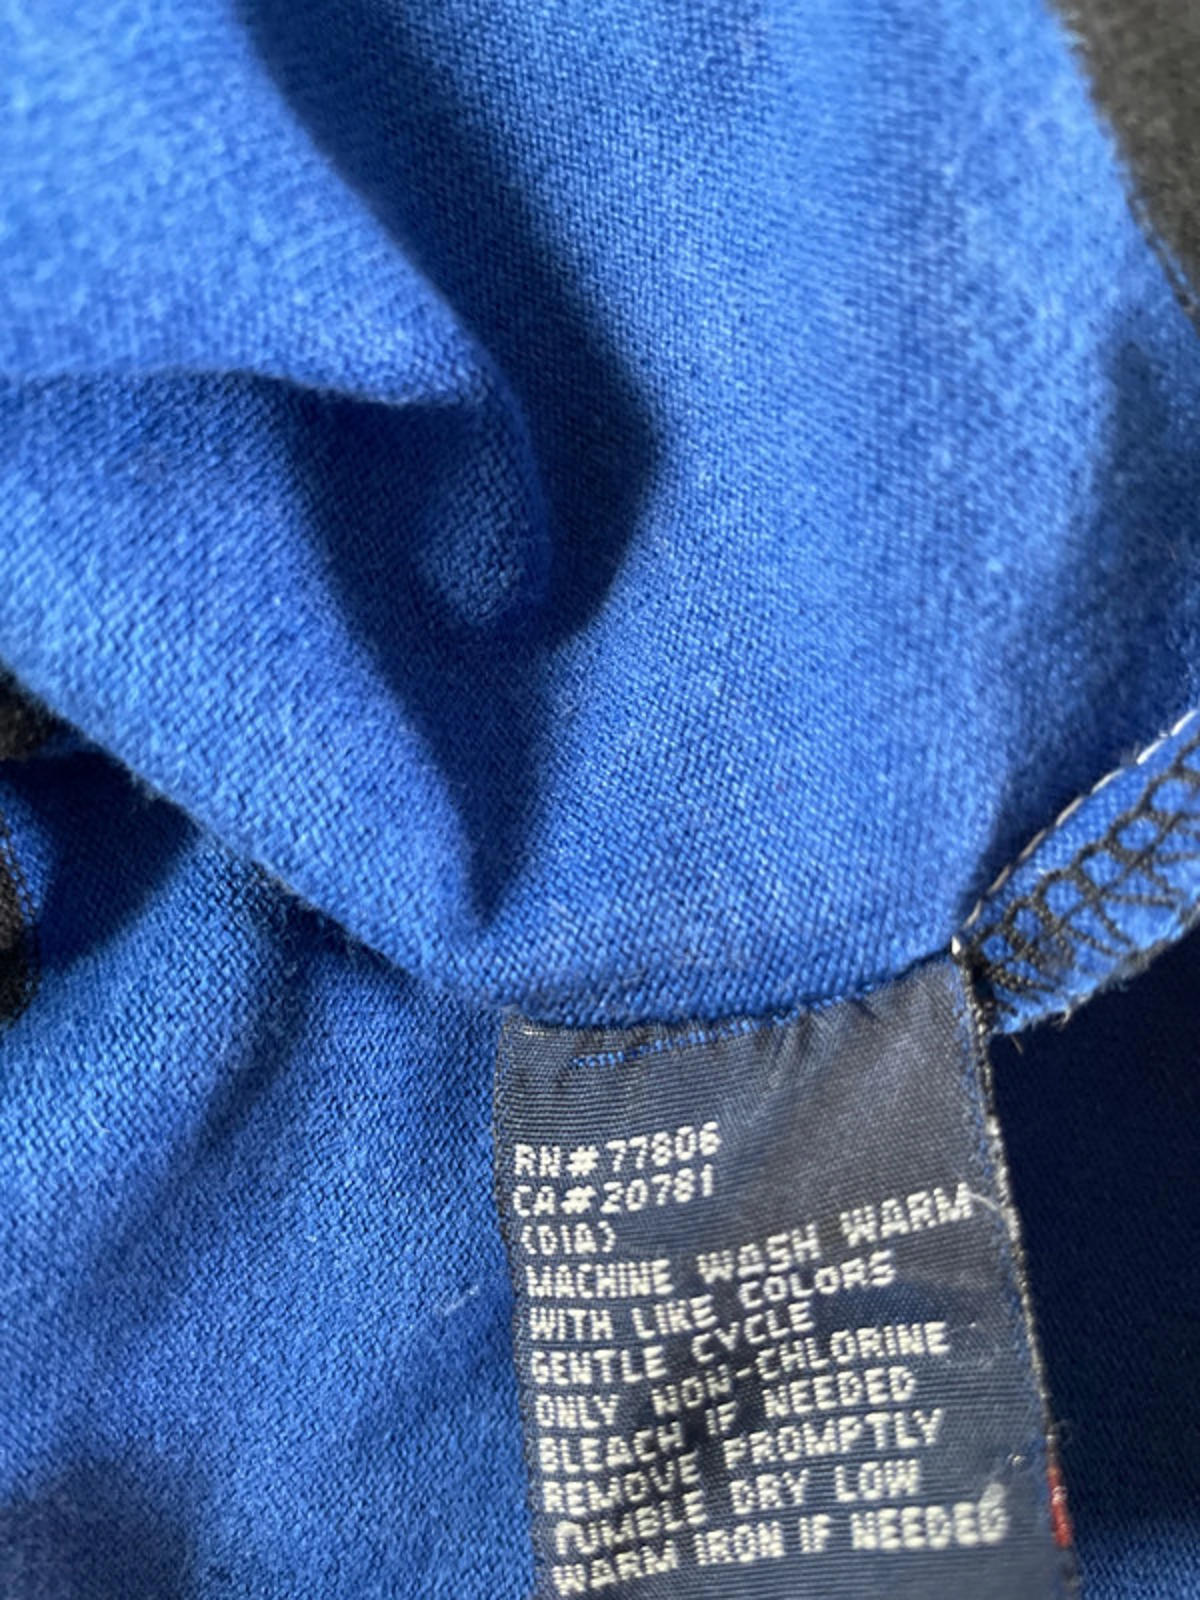 RN#77806
CA#20781
(DIA)
MACHINE WASH WARM
WITH LIKE COLORS
GENTLE CYCLE
ONLY NON-CHLORINE
BLEACH IF NEEDED
REMOVE PROMPTLY
TUMBLE DRY LOW
WARM IRON IF NEEDED